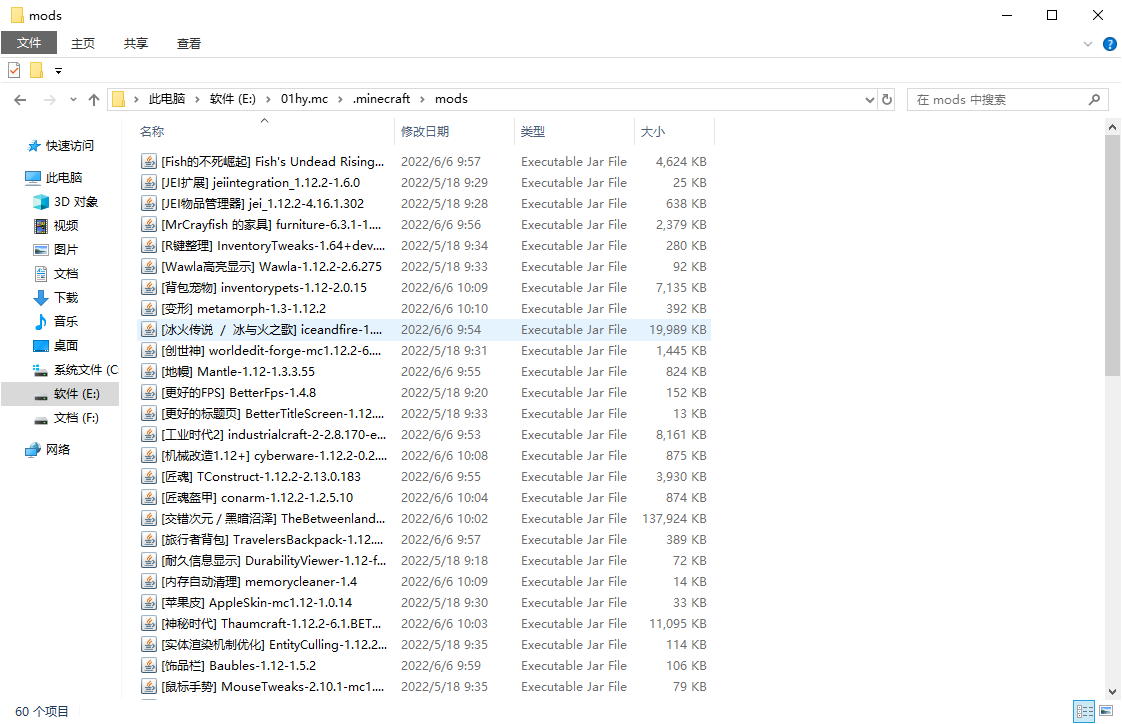 mods
文件 主页 共享 查看
此电脑 软件 (E:) 01hy.mc .minecraft mods
在 mods 中搜索
名称 修改日期 类型 大小
快速访问
此电脑
3D 对象
视频
图片
文档
下载
音乐
桌面
系统文件 (C
软件 (E:)
文档 (F:)
网络
[Fish的不死崛起] Fish's Undead Rising... 2022/6/6 9:57 Executable Jar File 4,624 KB
[JEI扩展] jeiintegration_1.12.2-1.6.0 2022/5/18 9:29 Executable Jar File 25 KB
[JEI物品管理器] jei_1.12.2-4.16.1.302 2022/5/18 9:28 Executable Jar File 638 KB
[MrCrayfish 的家具] furniture-6.3.1-1.... 2022/6/6 9:56 Executable Jar File 2,379 KB
[R键整理] InventoryTweaks-1.64+dev.... 2022/5/18 9:34 Executable Jar File 280 KB
[Wawla高亮显示] Wawla-1.12.2-2.6.275 2022/5/18 9:33 Executable Jar File 92 KB
[背包宠物] inventorypets-1.12-2.0.15 2022/6/6 10:09 Executable Jar File 7,135 KB
[变形] metamorph-1.3-1.12.2 2022/6/6 10:10 Executable Jar File 392 KB
[冰火传说 / 冰与火之歌] iceandfire-1.... 2022/6/6 9:54 Executable Jar File 19,989 KB
[创世神] worldedit-forge-mc1.12.2-6.... 2022/5/18 9:31 Executable Jar File 1,445 KB
[地幔] Mantle-1.12-1.3.3.55 2022/6/6 9:55 Executable Jar File 824 KB
[更好的FPS] BetterFps-1.4.8 2022/5/18 9:20 Executable Jar File 152 KB
[更好的标题页] BetterTitleScreen-1.12.... 2022/5/18 9:33 Executable Jar File 13 KB
[工业时代2] industrialcraft-2-2.8.170-e... 2022/6/6 9:53 Executable Jar File 8,161 KB
[机械改造1.12+] cyberware-1.12.2-0.2.... 2022/6/6 10:08 Executable Jar File 875 KB
[匠魂] TConstruct-1.12.2-2.13.0.183 2022/6/6 9:55 Executable Jar File 3,930 KB
[匠魂盔甲] conarm-1.12.2-1.2.5.10 2022/6/6 10:04 Executable Jar File 874 KB
[交错次元 / 黑暗沼泽] TheBetweenland... 2022/6/6 10:02 Executable Jar File 137,924 KB
[旅行者背包] TravelersBackpack-1.12.... 2022/6/6 9:57 Executable Jar File 389 KB
[耐久信息显示] DurabilityViewer-1.12-f... 2022/5/18 9:18 Executable Jar File 72 KB
[内存自动清理] memorycleaner-1.4 2022/6/6 10:09 Executable Jar File 14 KB
[苹果皮] AppleSkin-mc1.12-1.0.14 2022/5/18 9:30 Executable Jar File 33 KB
[神秘时代] Thaumcraft-1.12.2-6.1.BET... 2022/6/6 10:03 Executable Jar File 11,095 KB
[实体渲染机制优化] EntityCulling-1.12.2... 2022/5/18 9:35 Executable Jar File 114 KB
[饰品栏] Baubles-1.12-1.5.2 2022/6/6 9:59 Executable Jar File 106 KB
[鼠标手势] MouseTweaks-2.10.1-mc1.... 2022/5/18 9:35 Executable Jar File 79 KB
60 个项目